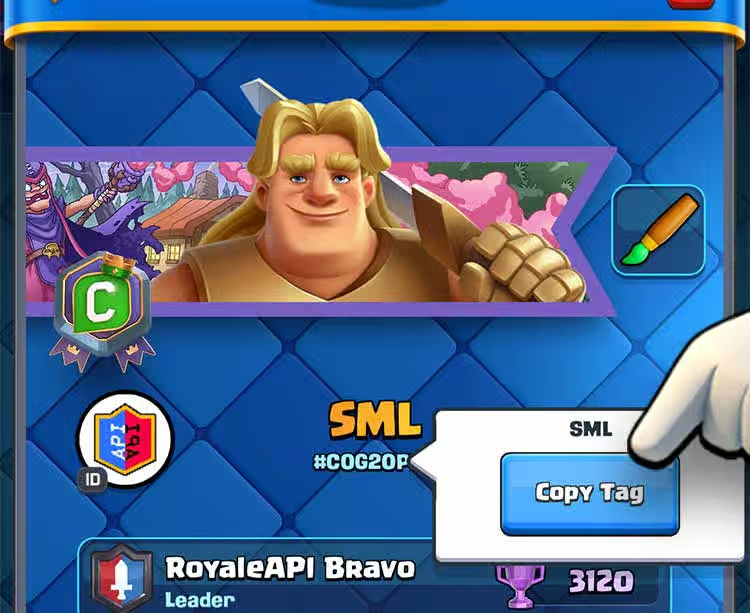 C
SML
#C0G20P
SML
Copy Tag
API
API
ID
RoyaleAPI Bravo
3120
Leader